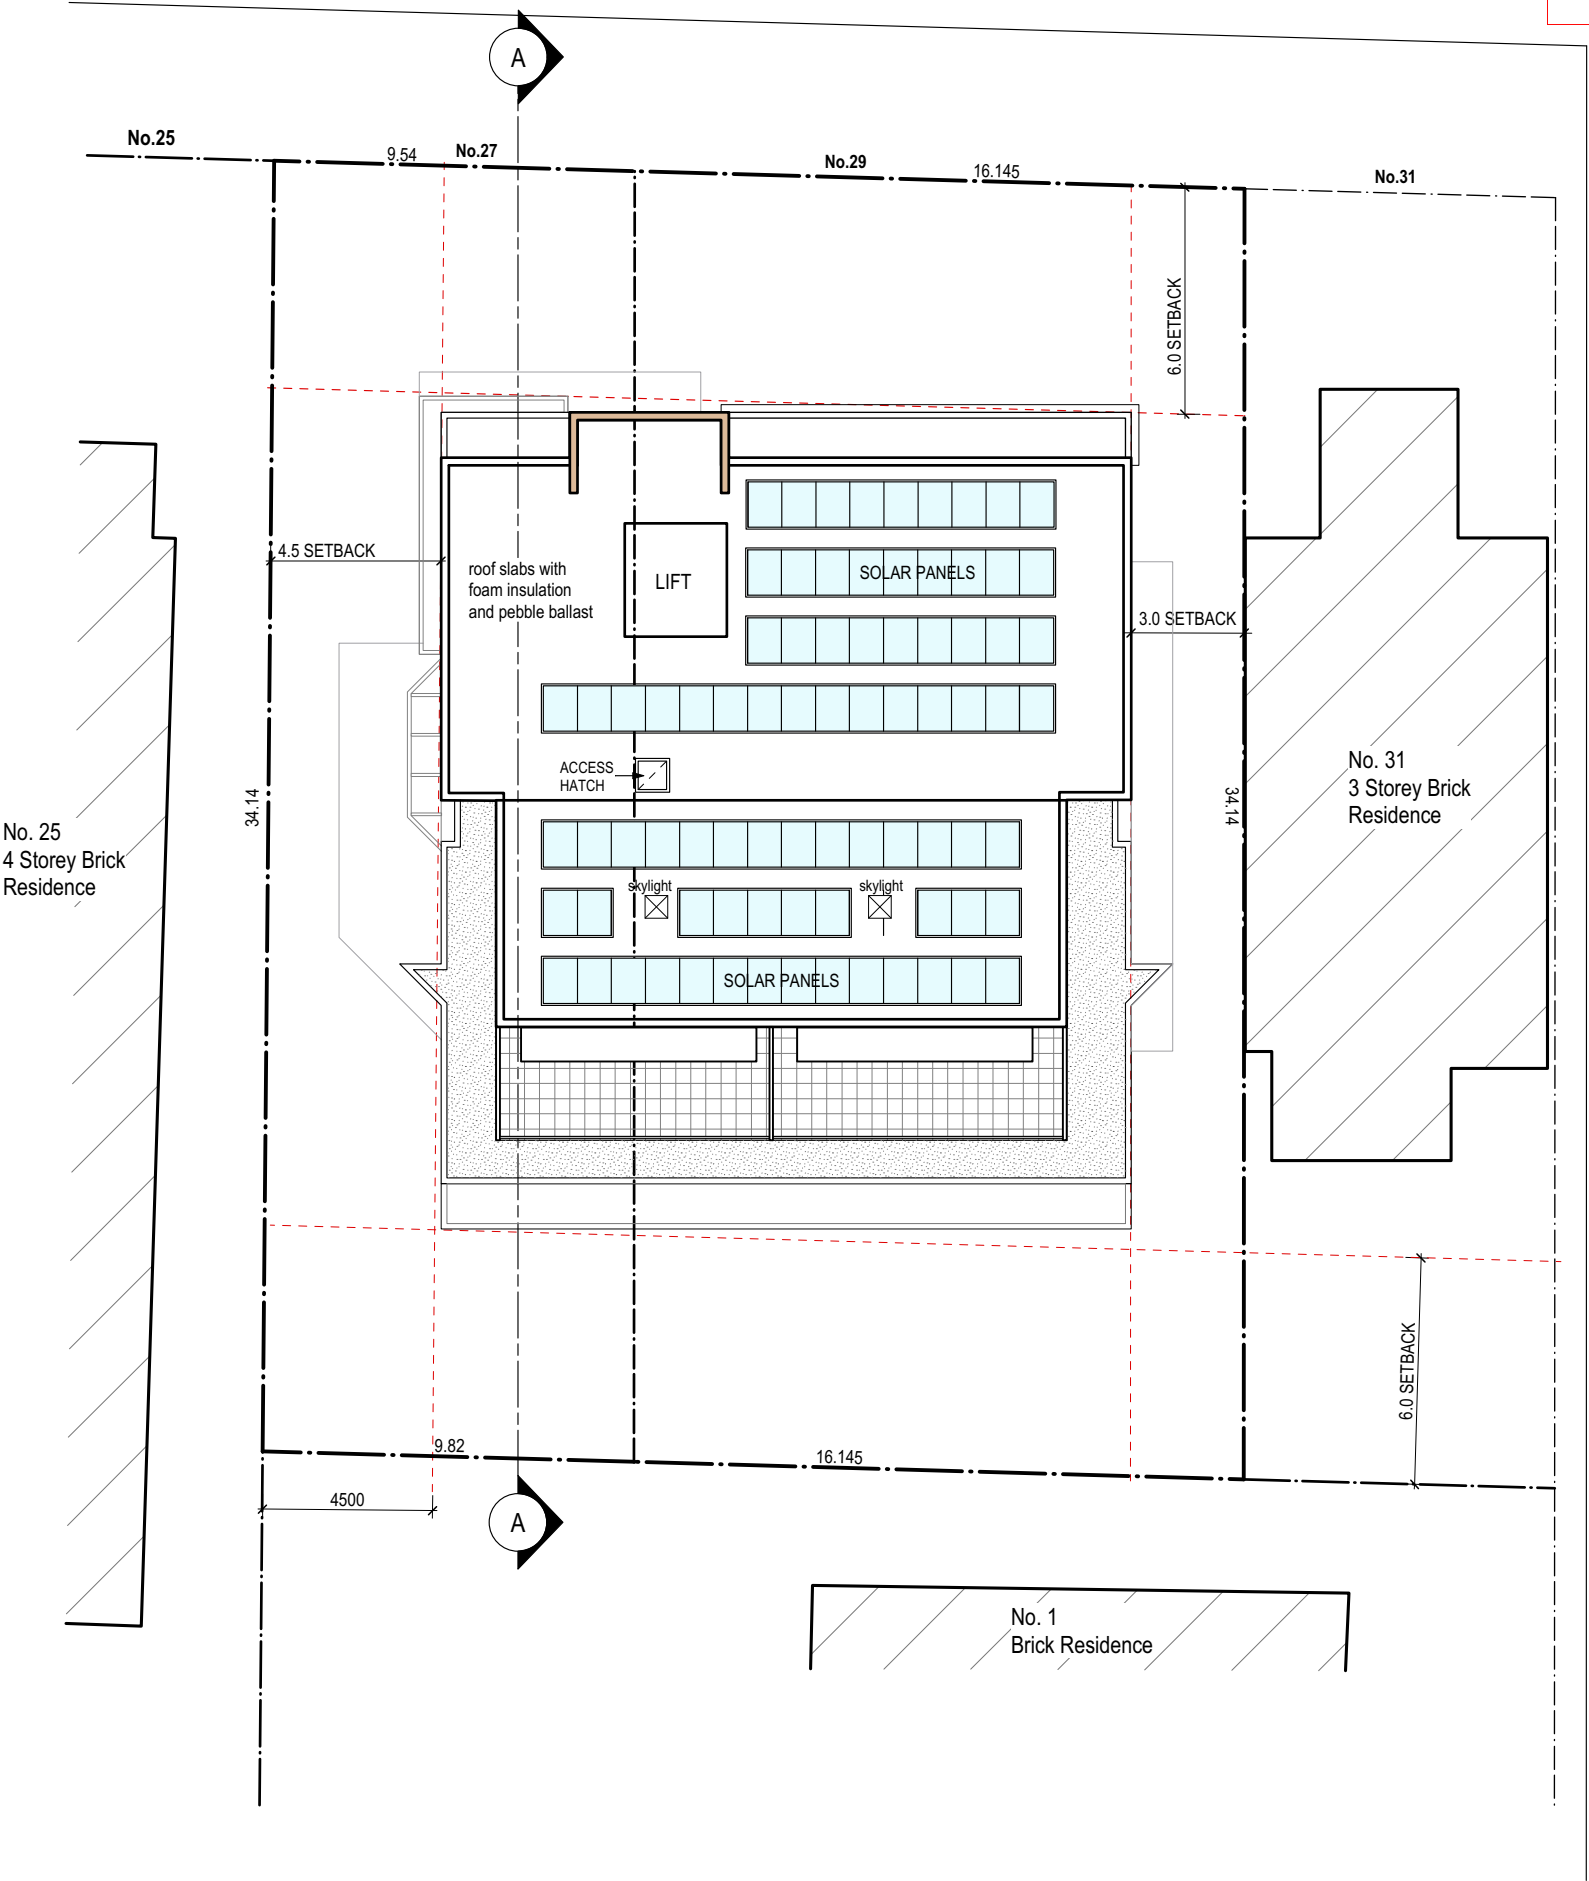 A
No.25
9.54
No.27
No.29
16.145
No.31
6.0 SETBACK
4.5 SETBACK
roof slabs with
foam insulation
and pebble ballast
LIFT
SOLAR PANELS
3.0 SETBACK
ACCESS
HATCH
34.14
34.14
No. 31
3 Storey Brick
Residence
No. 25
4 Storey Brick
Residence
skylight
skylight
SOLAR PANELS
6.0 SETBACK
9.82
16.145
4500
A
No. 1
Brick Residence